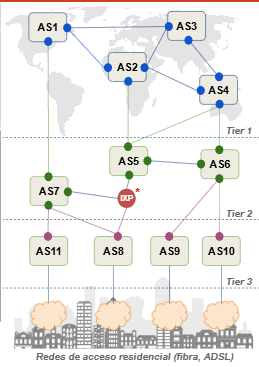 AS1
AS3
AS2
AS4
Tier 1
AS5
AS6
AS7
IXP *
Tier 2
AS11
AS8
AS9
AS10
Tier 3
Redes de acceso residencial (fibra, ADSL)